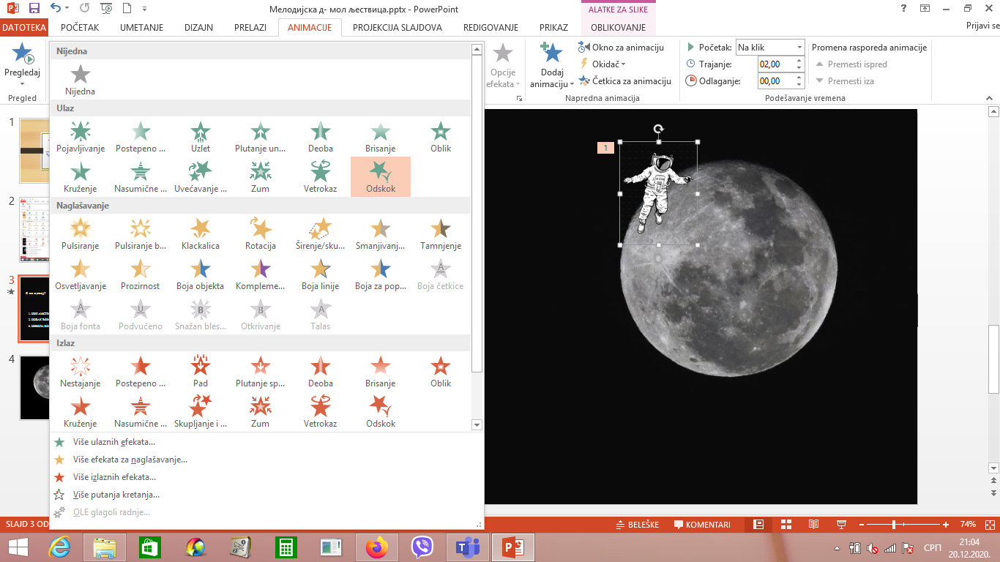 Мелодијска д- мол љествица.pptx - PowerPoint
ALATKE ZA SLIKE
DATOTEKA POČETAK UMETANJE DIZAJN PRELAZI ANIMACIJE PROJEKCIJA SLAJDOVA REDIGOVANJE PRIKAZ OBLIKOVANJE Prijavi se
Pregledaj
Pregled
Nijedna
Nijedna
Ulaz
Pojavljivanje Postepeno ... Uzlet Plutanje un... Deoba Brisanje Oblik
Kruženje Nasumične ... Uvećavanje ... Zum Vetrokaz Odskok
Naglašavanje
Pulsiranje Pulsiranje b... Klackalica Rotacija Širenje/sku... Smanjivanj... Tamnjenje
Osvetljavanje Prozirnost Boja objekta Kompleme... Boja linije Boja za pop... Boja četkice
Boja fonta Podvučeno Snažan bles... Otkrivanje Talas
Izlaz
Nestajanje Postepeno ... Pad Plutanje sp... Deoba Brisanje Oblik
Kruženje Nasumične ... Skupljanje i ... Zum Vetrokaz Odskok
Više ulaznih efekata...
Više efekata za naglašavanje...
Više izlaznih efekata...
Više putanja kretanja...
OLE glagoli radnje...
Opcije
efekata
Dodaj
animaciju
Okno za animaciju
Okidač
Četkica za animaciju
Napredna animacija
Početak: Na klik
Trajanje: 02,00
Odlaganje: 00,00
Promena rasporeda animacije
Premesti ispred
Premesti iza
Podešavanje vremena
1
2
3
4
1
SLAJD 3 OD
BELEŠKE KOMENTARI 74%
СРП
21:04
20.12.2020.